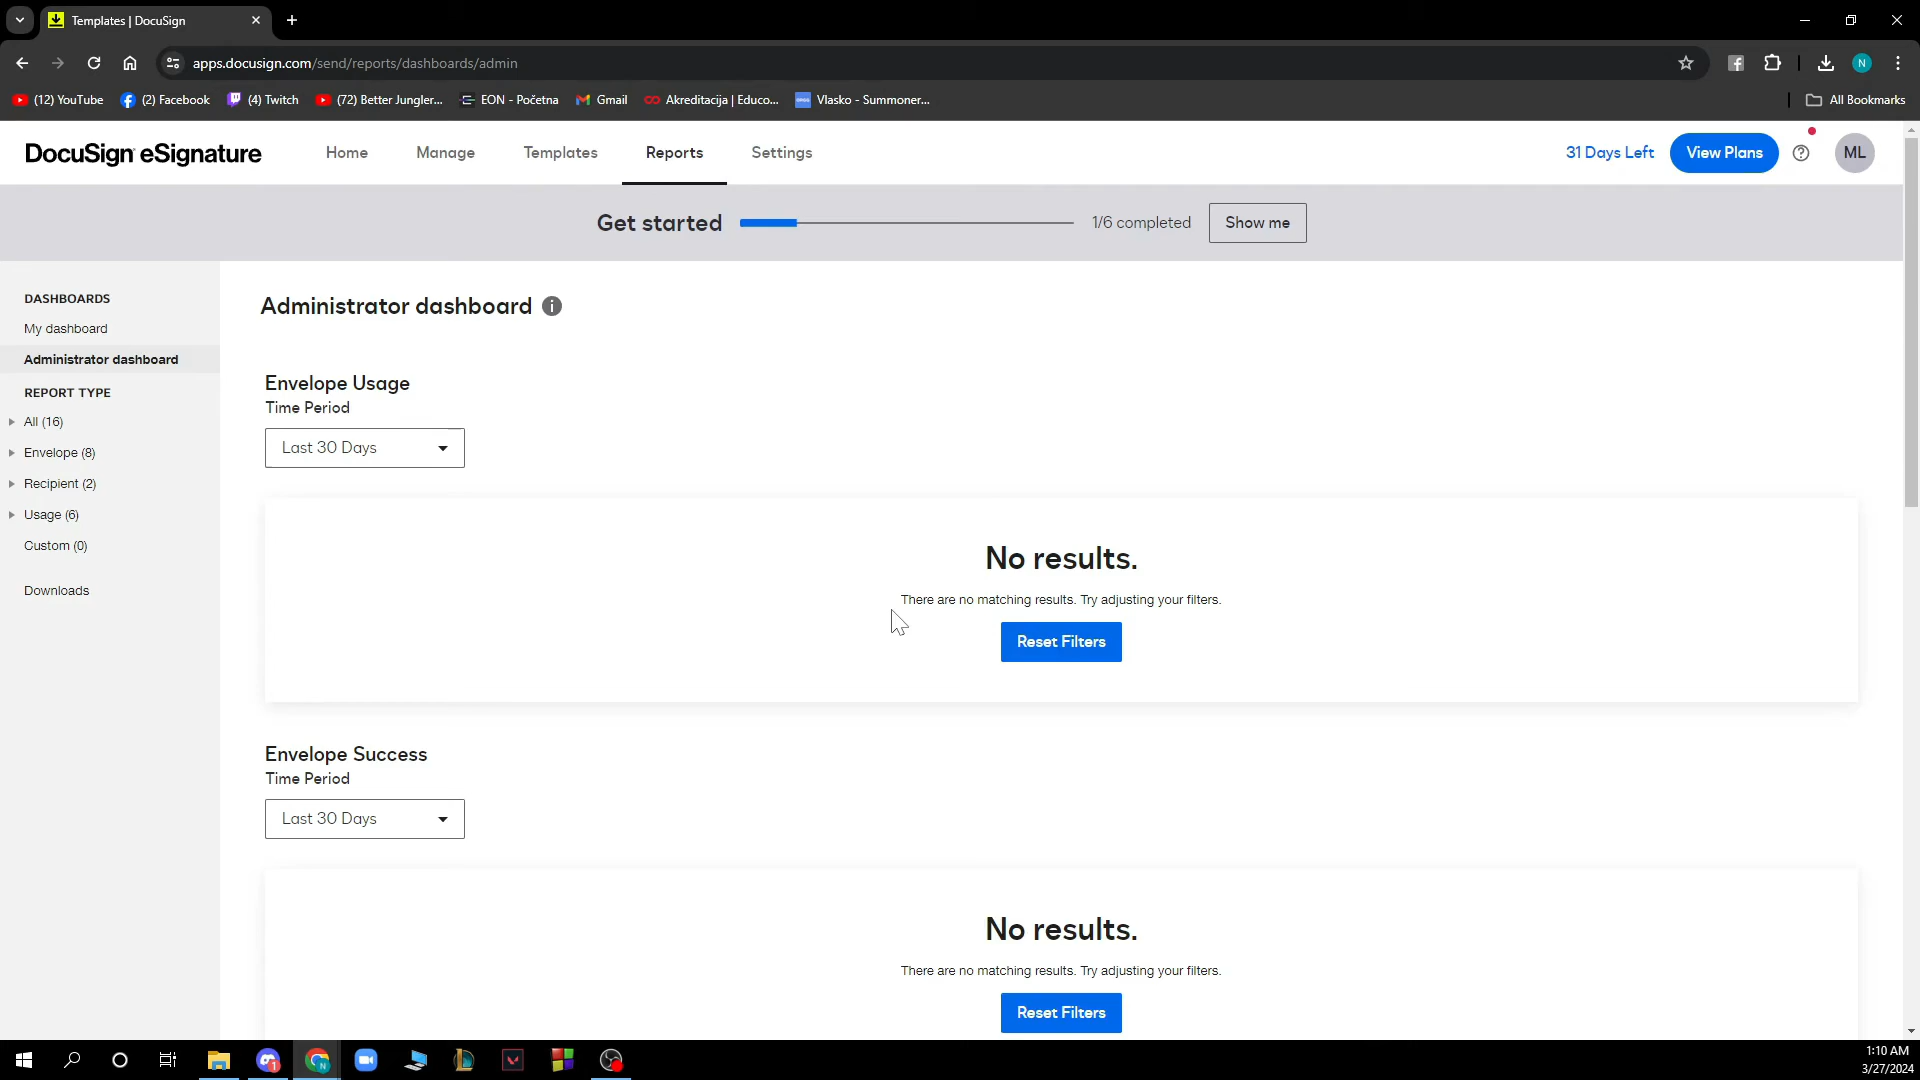 Templates | DocuSign
apps.docusign.com/send/reports/dashboards/admin
N
(12) YouTube
(2) Facebook
(4) Twitch
(72) Better Jungler...
EON - Početna
Gmail
Akreditacija | Educo...
Vlasko - Summoner...
All Bookmarks
DocuSign eSignature
Home
Manage
Templates
Reports
Settings
31 Days Left
View Plans
ML
Get started
1/6 completed
Show me
DASHBOARDS
My dashboard
Administrator dashboard
REPORT TYPE
All (16)
Envelope (8)
Recipient (2)
Usage (6)
Custom (0)
Downloads
Administrator dashboard
Envelope Usage
Time Period
Last 30 Days
No results.
There are no matching results. Try adjusting your filters.
Reset Filters
Envelope Success
Time Period
Last 30 Days
No results.
There are no matching results. Try adjusting your filters.
Reset Filters
1:10 AM
3/27/2024